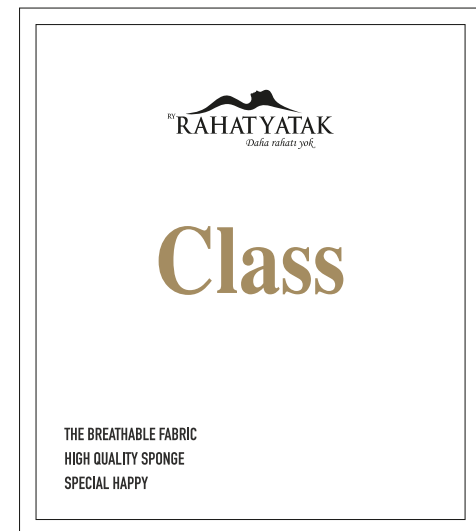 RY RAHATYATAK
Daha rahatı yok
Class
THE BREATHABLE FABRIC
HIGH QUALITY SPONGE
SPECIAL HAPPY